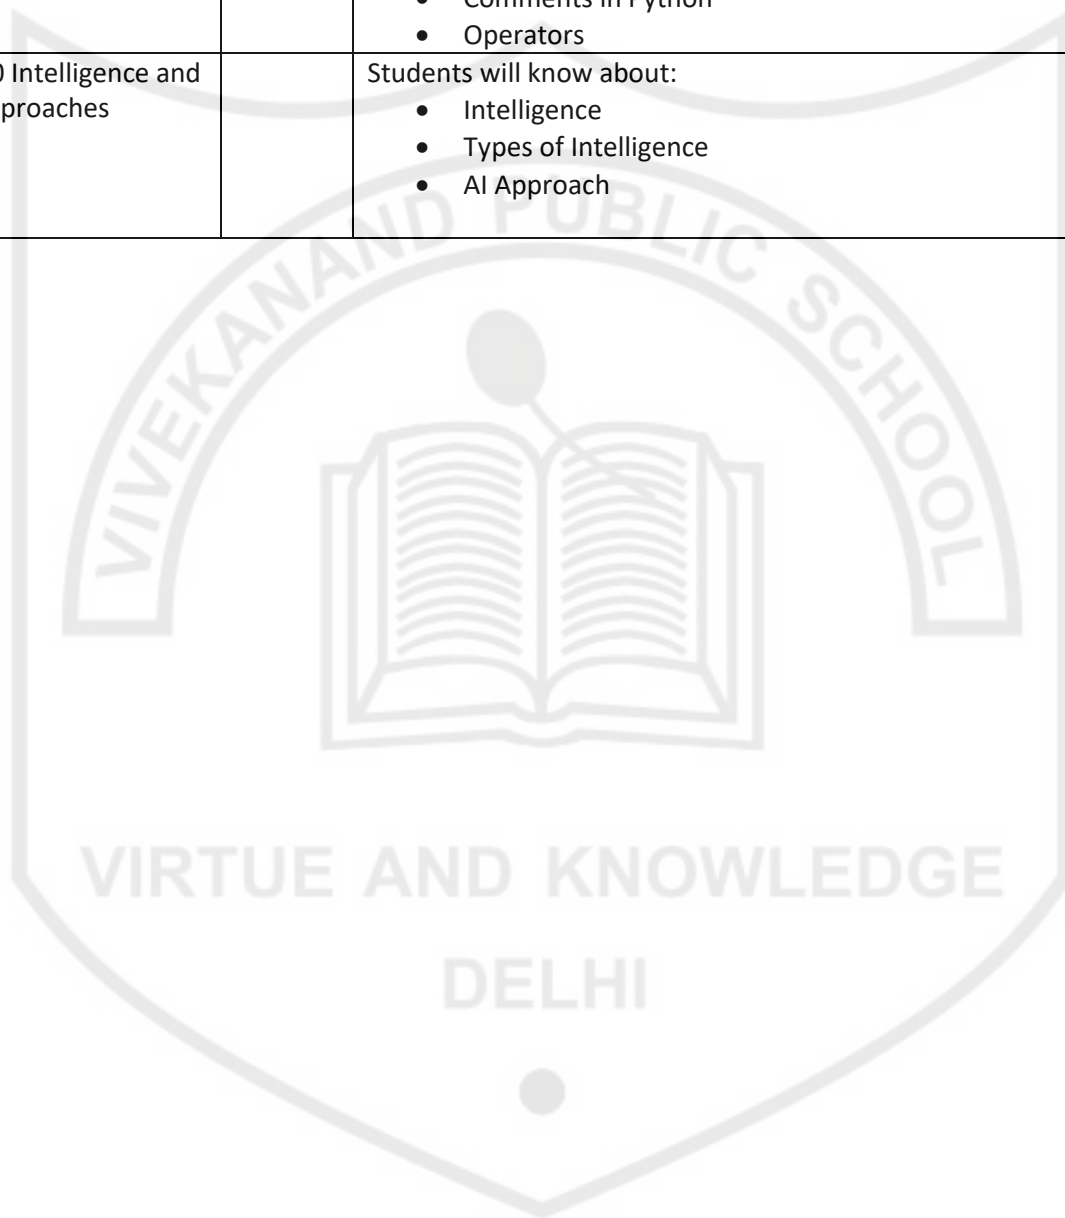 Comments in Python
• Operators
0 Intelligence and
proaches
Students will know about:
• Intelligence
• Types of Intelligence
• AI Approach
VIVEKANAND PUBLIC SCHOOL
VIRTUE AND KNOWLEDGE
DELHI